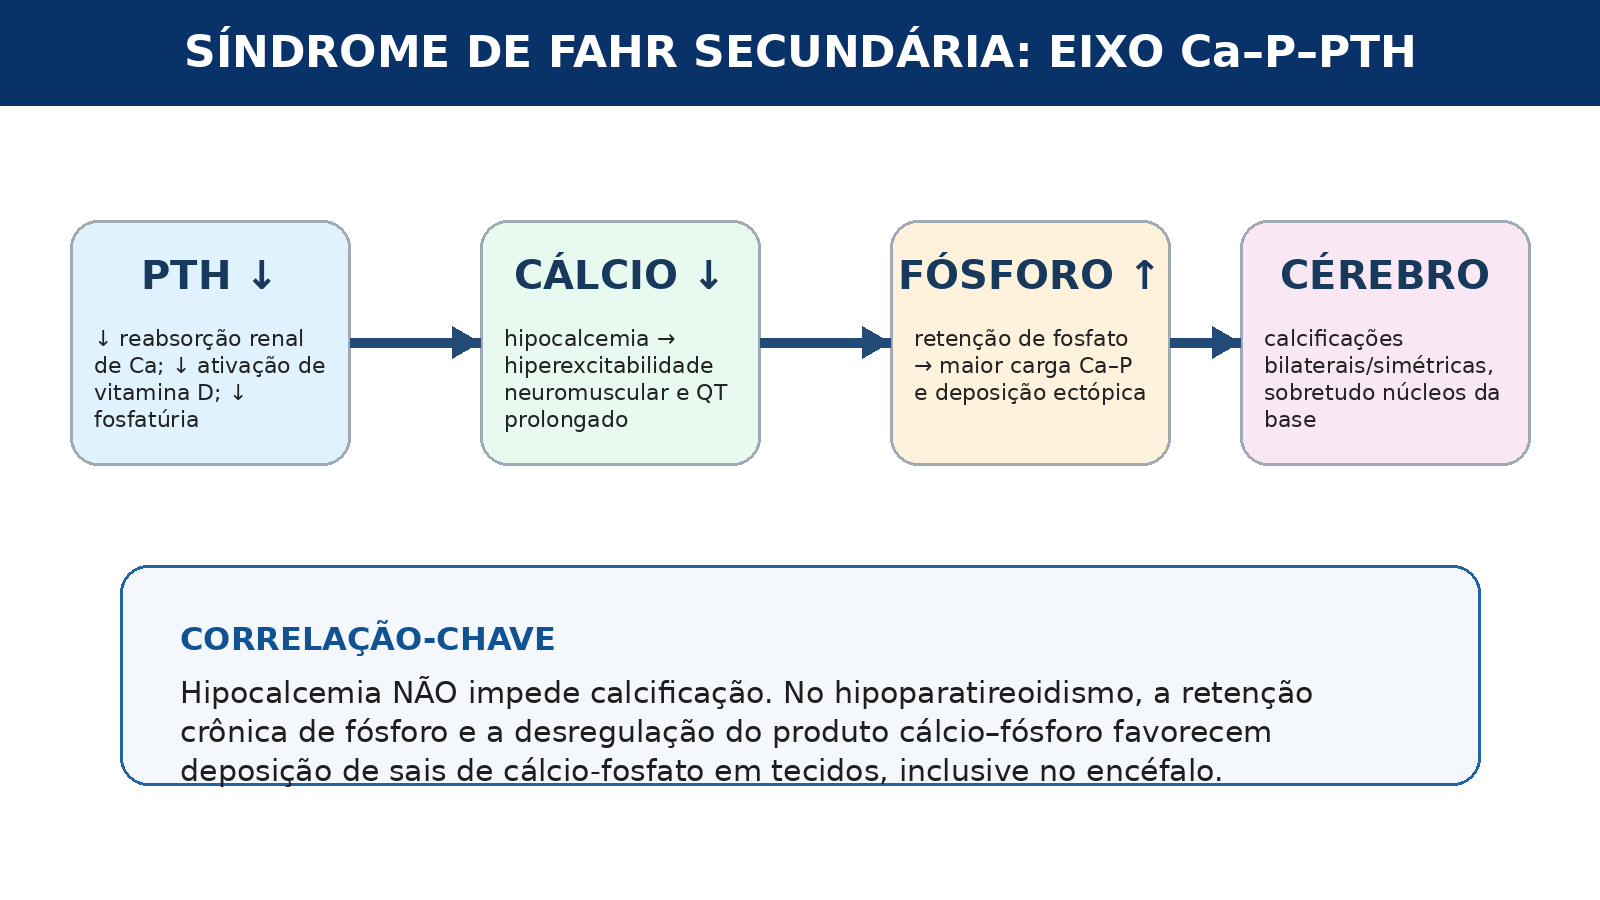 SÍNDROME DE FAHR SECUNDÁRIA: EIXO Ca–P–PTH
PTH ↓
↓ reabsorção renal
de Ca; ↓ ativação de
vitamina D; ↓
fosfatúria
CÁLCIO ↓
hipocalcemia →
hiperexcitabilidade
neuromuscular e QT
prolongado
FÓSFORO ↑
retenção de fosfato
→ maior carga Ca–P
e deposição ectópica
CÉREBRO
calcificações
bilaterais/simétricas,
sobretudo núcleos da
base
CORRELAÇÃO-CHAVE
Hipocalcemia NÃO impede calcificação. No hipoparatireoidismo, a retenção
crônica de fósforo e a desregulação do produto cálcio–fósforo favorecem
deposição de sais de cálcio-fosfato em tecidos, inclusive no encéfalo.